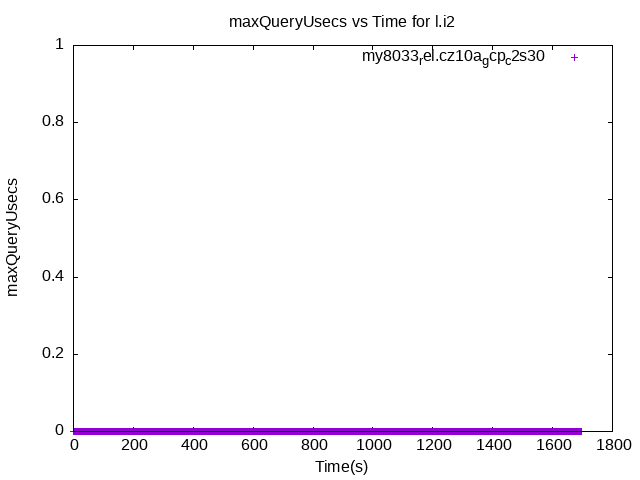 maxQueryUsecs vs Time for l.i2
my8033rel.cz10agcpc2s30
maxQueryUsecs
1
0.8
0.6
0.4
0.2
0
0 200 400 600 800 1000 1200 1400 1600 1800
Time(s)